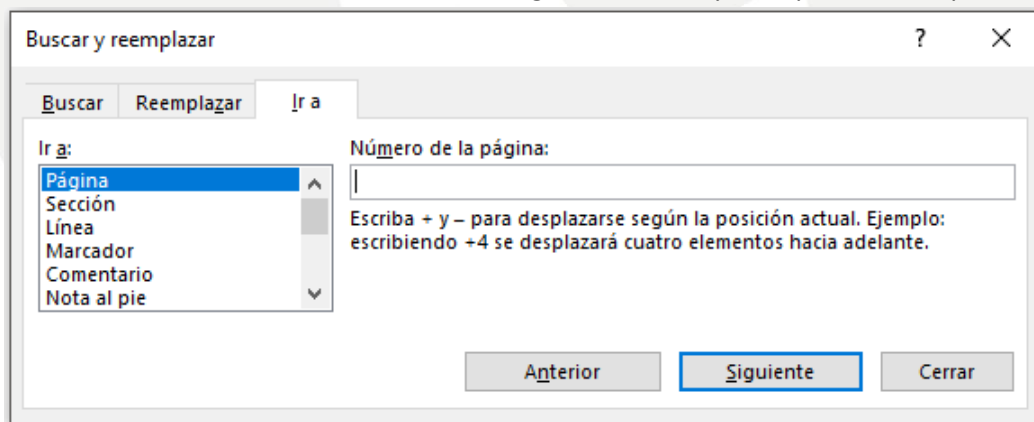 Buscar y reemplazar
?
Buscar
Reemplazar
Ir a
Ir a:
Número de la página:
Página
Sección
Línea
Marcador
Comentario
Nota al pie
Escriba + y – para desplazarse según la posición actual. Ejemplo:
escribiendo +4 se desplazará cuatro elementos hacia adelante.
Anterior
Siguiente
Cerrar